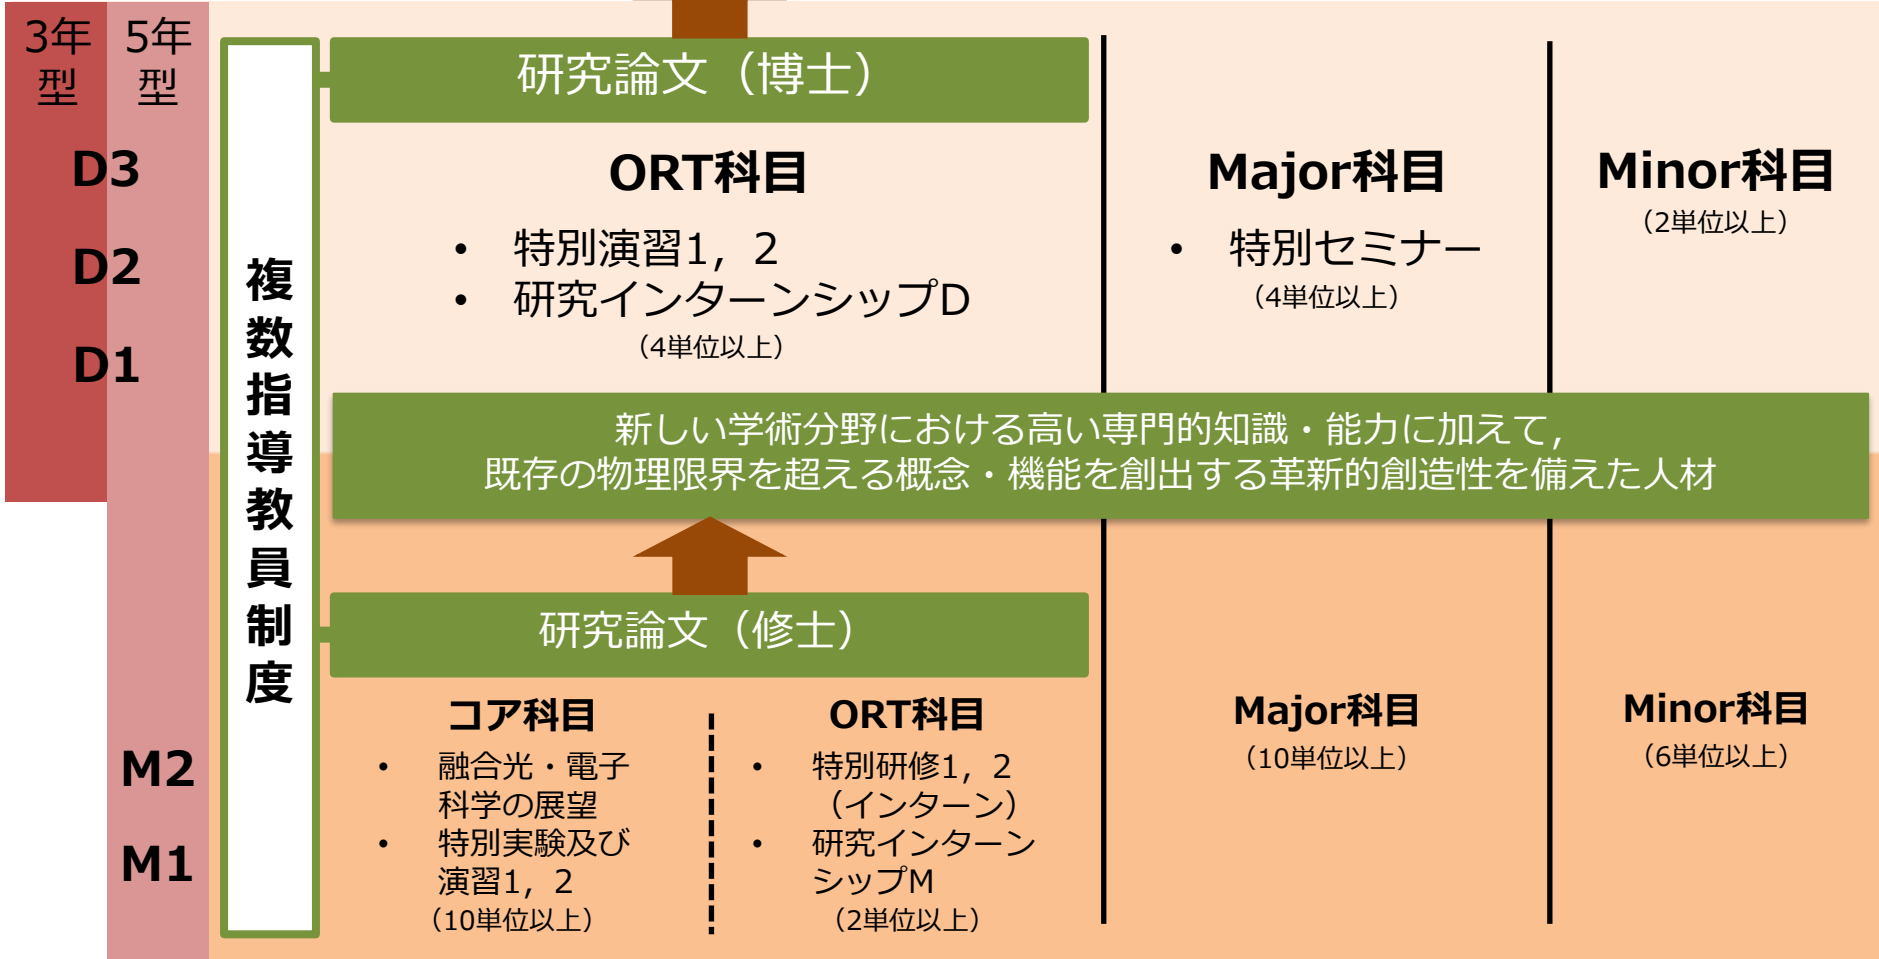 3年
型
5年
型
D3
D2
D1
M2
M1
複数指導教員制度
研究論文（博士）
ORT科目
• 特別演習1，2
• 研究インターンシップD
（4単位以上）
Major科目
• 特別セミナー
（4単位以上）
Minor科目
（2単位以上）
新しい学術分野における高い専門的知識・能力に加えて，
既存の物理限界を超える概念・機能を創出する革新的創造性を備えた人材
研究論文（修士）
コア科目
• 融合光・電子
科学の展望
• 特別実験及び
演習1，2
（10単位以上）
ORT科目
• 特別研修1，2
（インターン）
• 研究インターン
シップM
（2単位以上）
Major科目
（10単位以上）
Minor科目
（6単位以上）